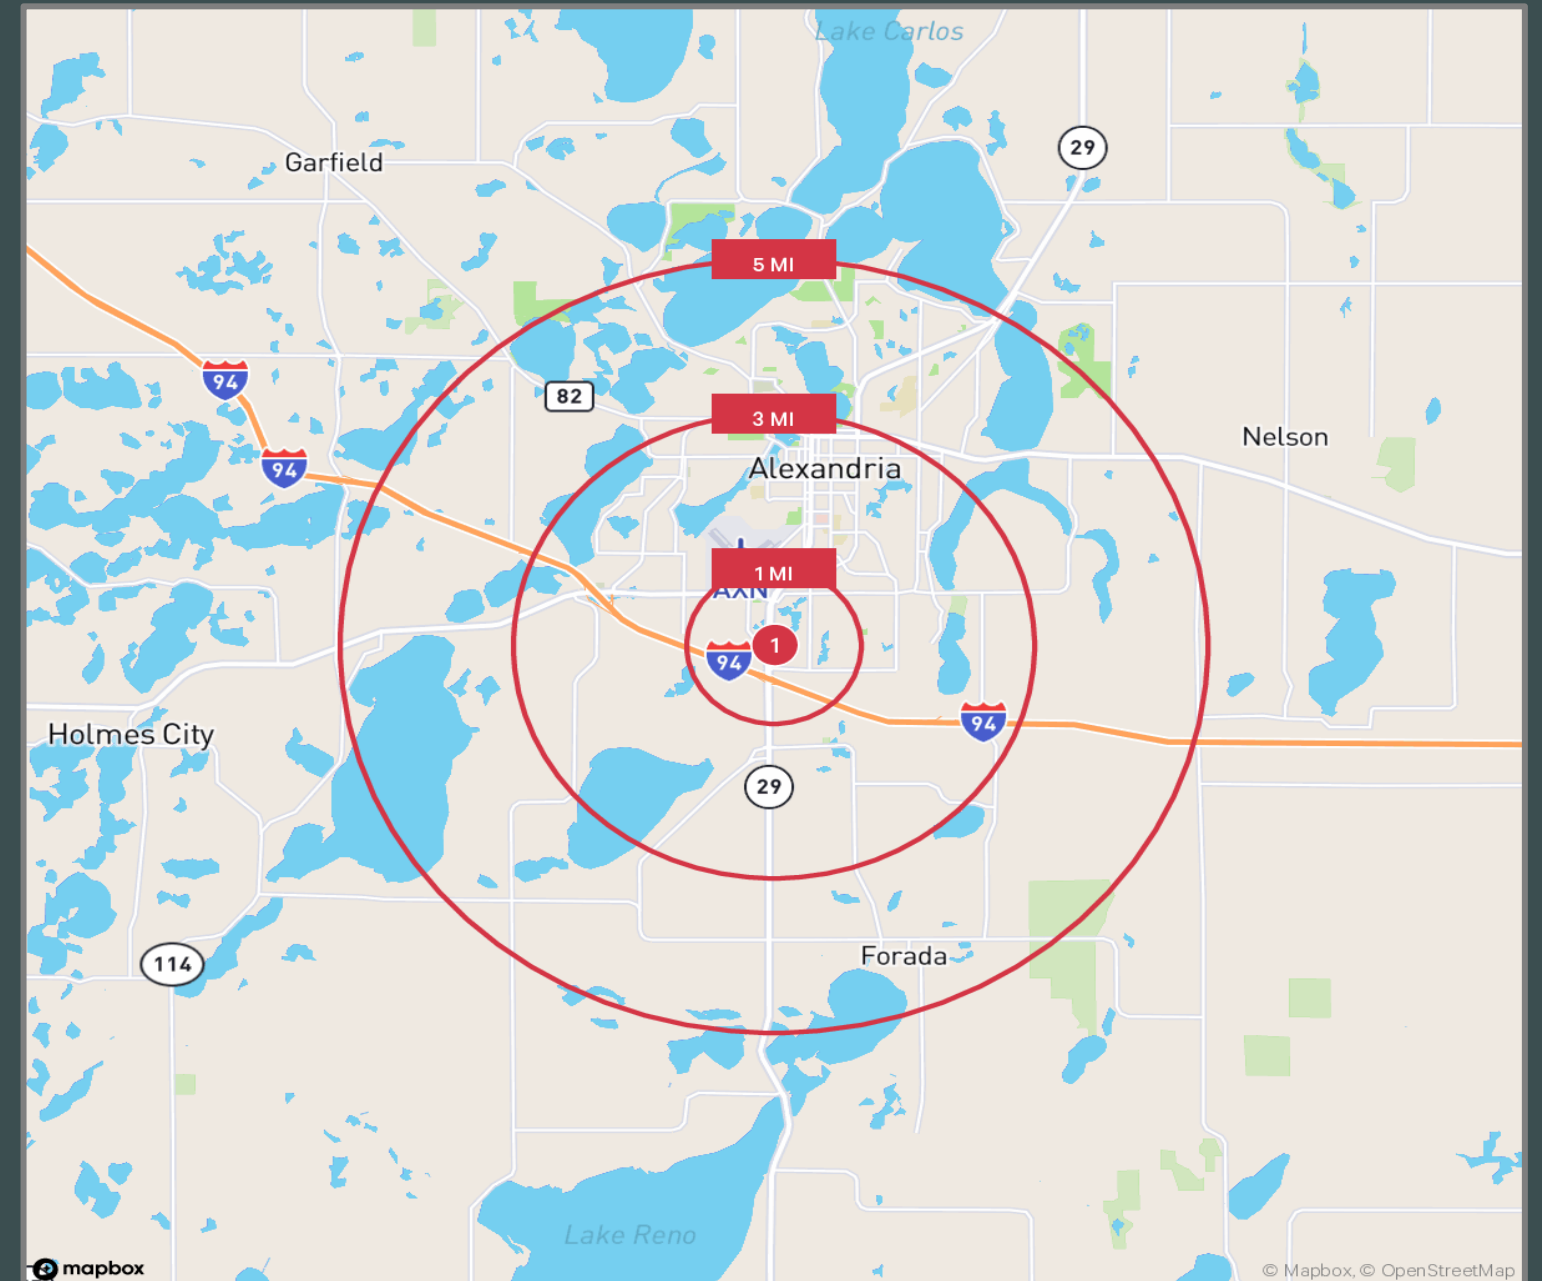 Lake Carlos
29
Garfield
5 MI
94
82
3 MI
Nelson
94
Alexandria
1 MI
AXN
1
94
94
Holmes City
29
Forada
114
Lake Reno
mapbox
© Mapbox, © OpenStreetMap